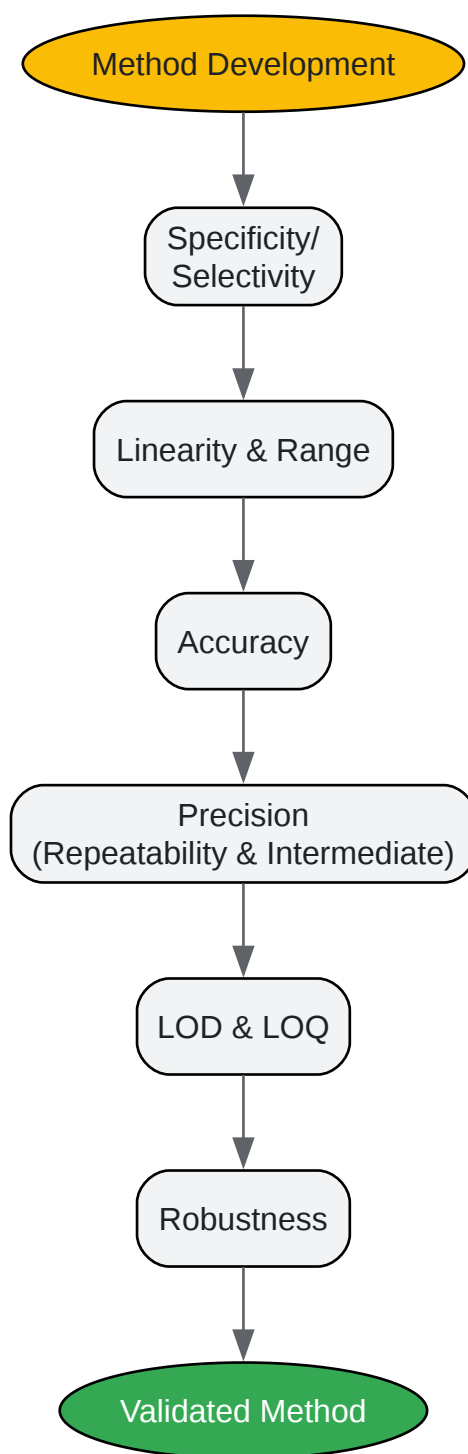 Method Development
Specificity/
Selectivity
Linearity & Range
Accuracy
Precision
(Repeatability & Intermediate)
LOD & LOQ
Robustness
Validated Method